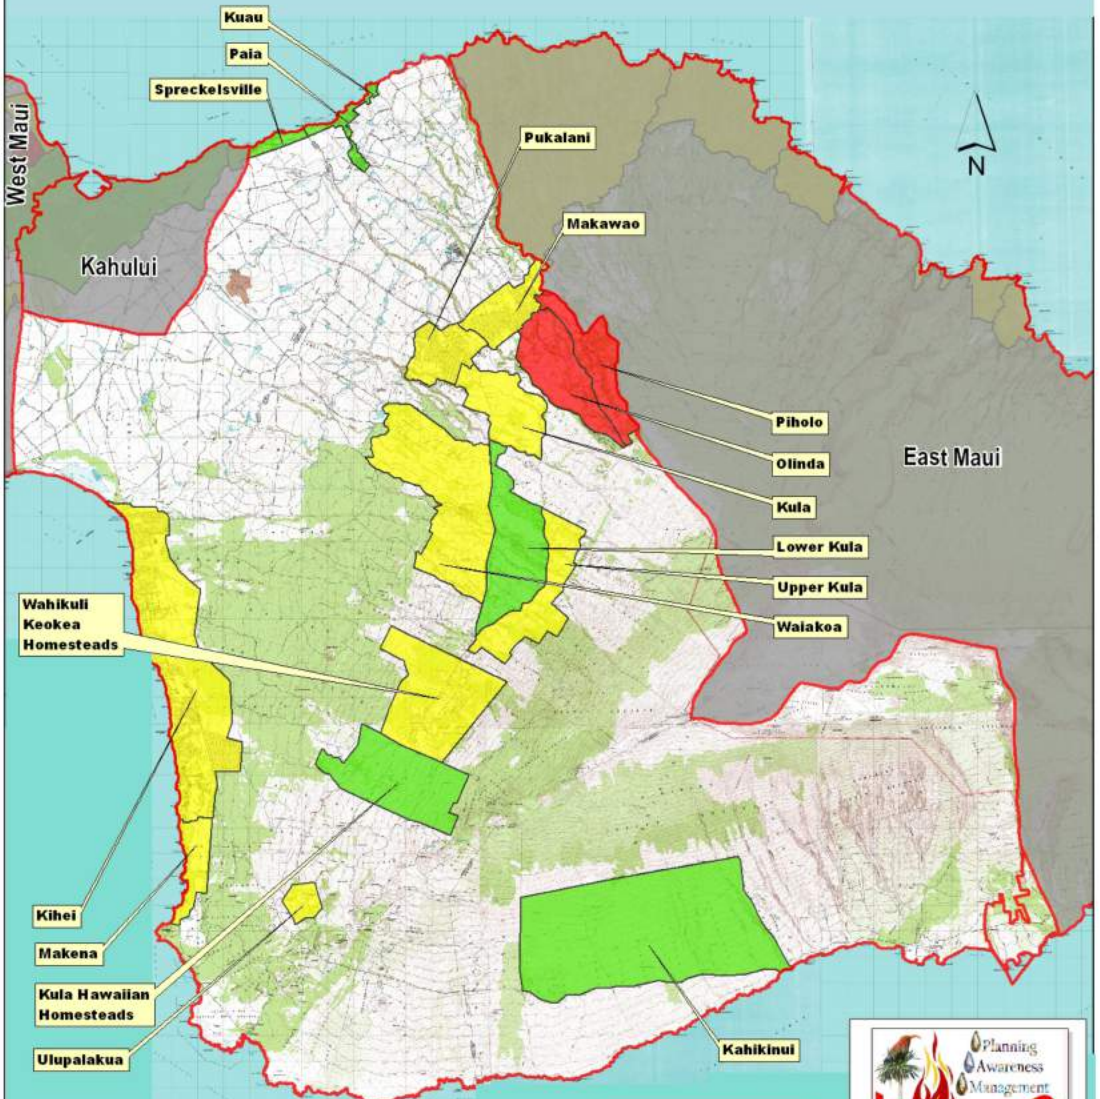 Kuau
Paia
Spreckelsville
West Maui
Pukalani
N
Makawao
Kahului
Piholo
Olinda
East Maui
Kula
Lower Kula
Upper Kula
Waiakoa
Wahikuli
Keokea
Homesteads
Kihei
Makena
Kula Hawaiian
Homesteads
Ulupalakua
Kahikinui
Planning
Awareness
Management